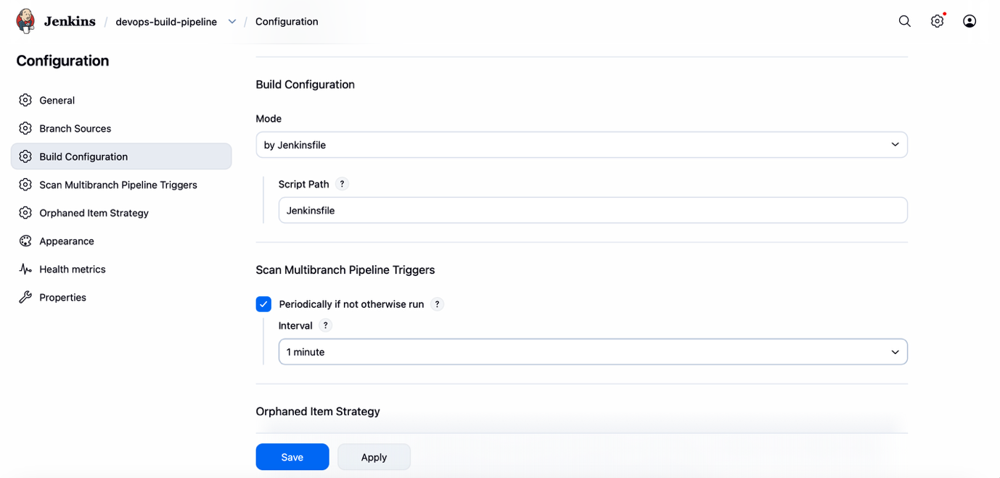 Jenkins / devops-build-pipeline / Configuration
Configuration
General
Branch Sources
Build Configuration
Scan Multibranch Pipeline Triggers
Orphaned Item Strategy
Appearance
Health metrics
Properties
Build Configuration
Mode
by Jenkinsfile
Script Path ?
Jenkinsfile
Scan Multibranch Pipeline Triggers
Periodically if not otherwise run ?
Interval ?
1 minute
Orphaned Item Strategy
Save Apply